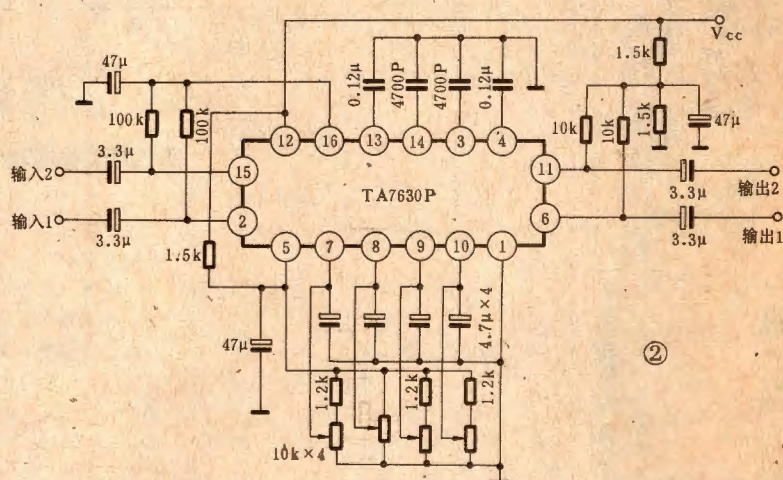 47μ
100k
100k
0.12μ
4700P
4700P
0.12μ
Vcc
1.5k
10k
10k
1.5k
47μ
12
16
13
14
3
4
输入2
3.3μ
15
TA7630P
11
3.3μ
输出2
输入1
3.3μ
2
6
3.3μ
输出1
1.5k
5
7
8
9
10
1
47μ
4.7μ×4
1.2k
1.2k
1.2k
10k×4
②